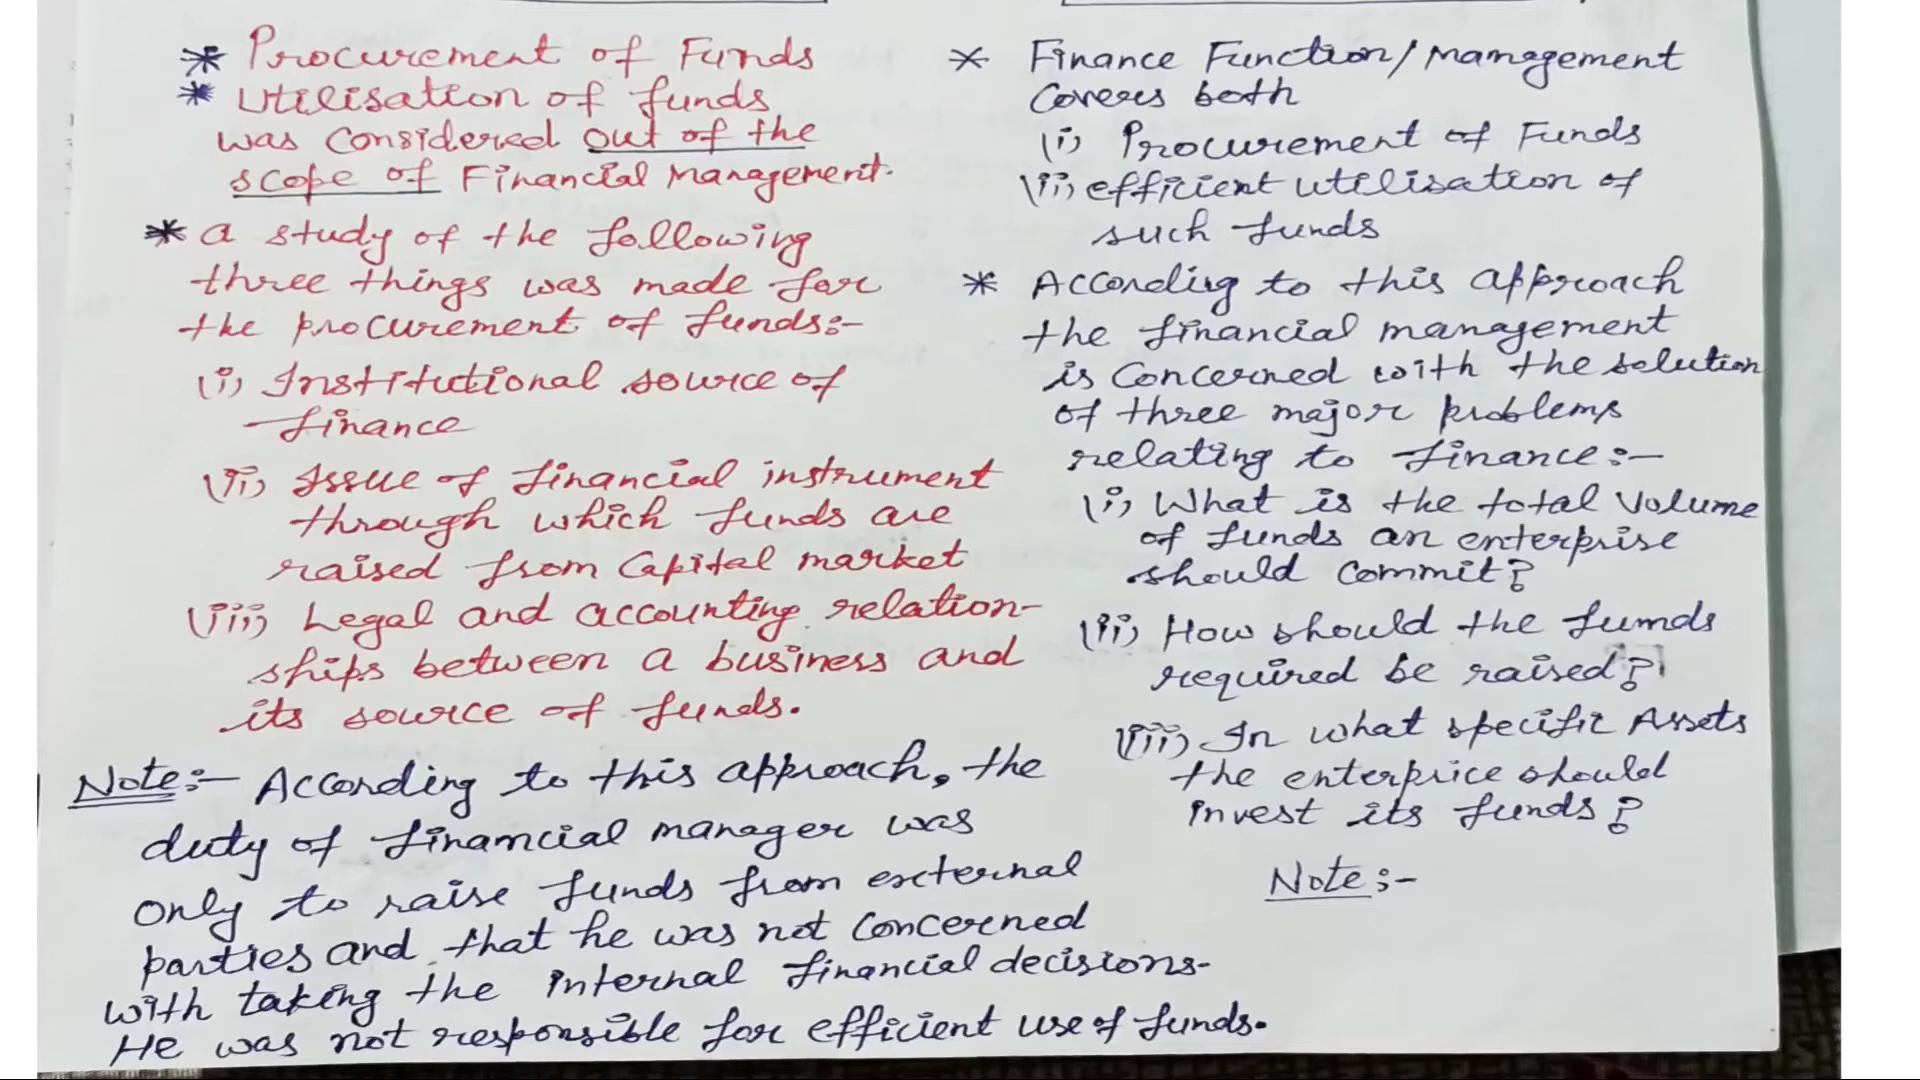 * Procurement of Funds
* Utilisation of funds
was considered out of the
scope of Financial Management.
* a study of the following
three things was made for
the procurement of funds:-
(i) Institutional source of
finance
(ii) Issue of financial instrument
through which funds are
raised from Capital market
(iii) Legal and accounting relation-
ships between a business and
its source of funds.
Note:- According to this approach, the
duty of financial manager was
only to raise funds from external
parties and that he was not concerned
with taking the internal financial decisions.
He was not responsible for efficient use of funds.
* Finance Function/Management
Covers both
(i) Procurement of Funds
(ii) efficient utilisation of
such funds
* According to this approach
the financial management
is concerned with the solution
of three major problems
relating to finance:-
(i) What is the total volume
of funds an enterprise
should commit?
(ii) How should the funds
required be raised?
(iii) In what specific Assets
the enterprice should
invest its funds?
Note:-